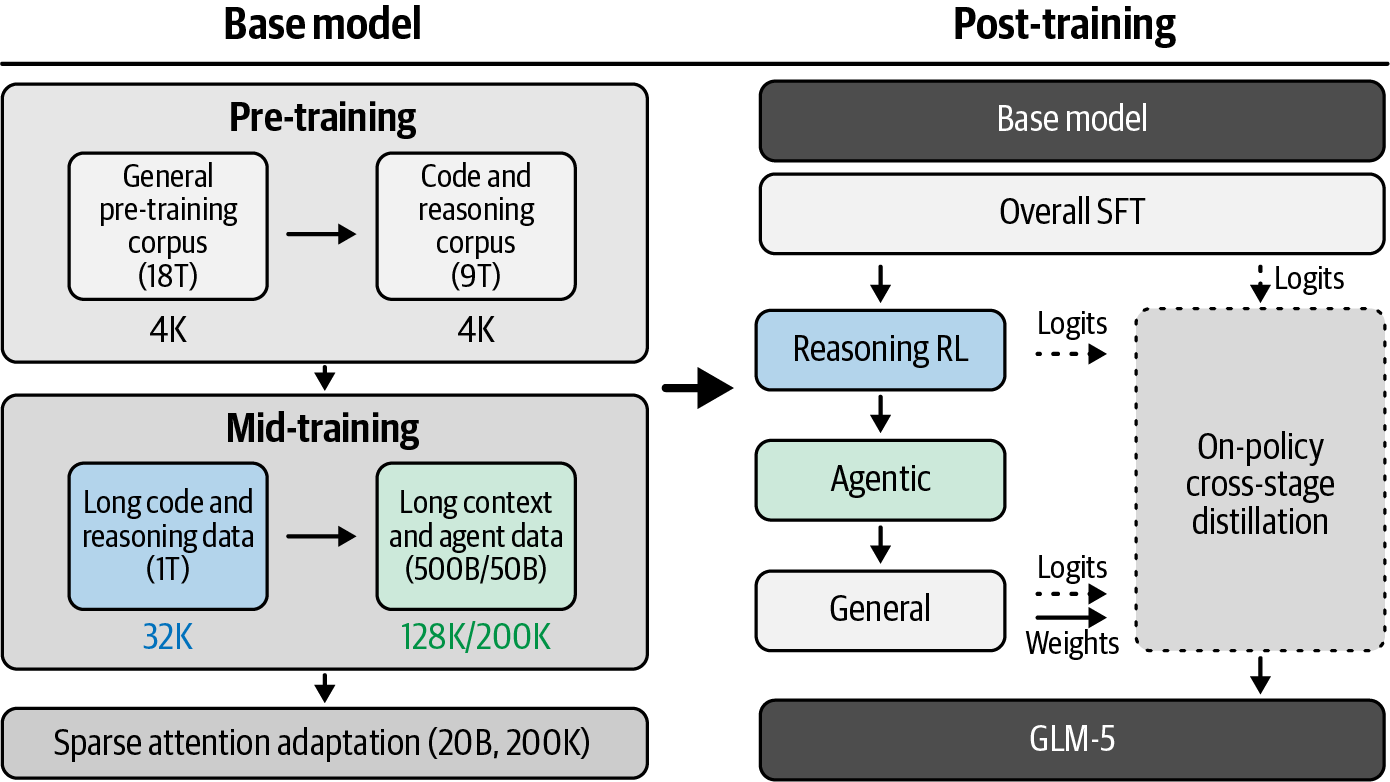 Base model
Pre-training
General
pre-training
corpus
(18T)
4K
Code and
reasoning
corpus
(9T)
4K
Mid-training
Long code and
reasoning data
(1T)
32K
Long context
and agent data
(500B/50B)
128K/200K
Sparse attention adaptation (20B, 200K)
Post-training
Base model
Overall SFT
Logits
Reasoning RL
Logits
Agentic
General
Logits
Weights
On-policy
cross-stage
distillation
GLM-5